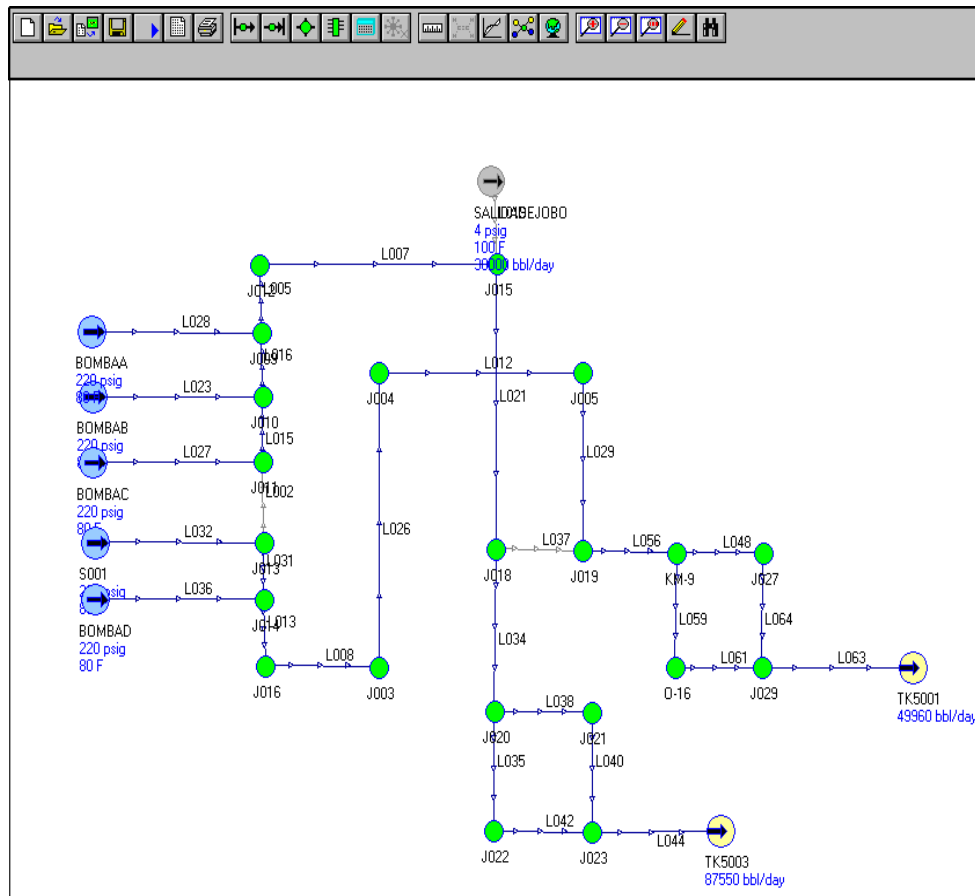 SALIDADEJOBO
4 psig
100 F
30000 bbl/day
L007
J012
L005
J015
L028
BOMBAA
220 psig
80 F
J009
L016
L012
J004
J005
L023
L021
BOMBAB
220 psig
J010
L015
L027
L029
BOMBAC
220 psig
80 F
J011
L002
L026
L032
L037
L056
L048
S001
psig
J013
L031
J018
J019
KM-9
J027
L036
L059
L064
BOMBAD
220 psig
80 F
J014
L013
L034
L008
L061
L063
J016
J003
O-16
J029
TK5001
49960 bbl/day
L038
J020
J021
L035
L040
L042
L044
J022
J023
TK5003
87550 bbl/day